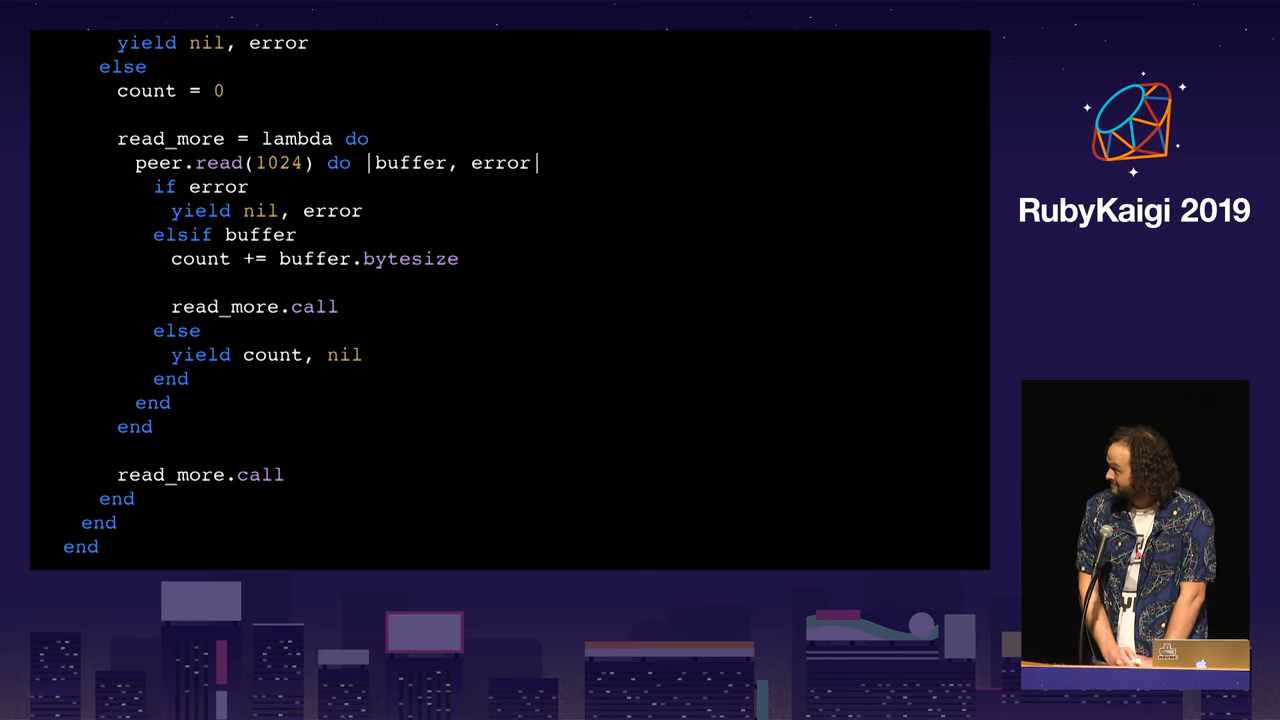 yield nil, error
else
count = 0
read_more = lambda do
peer.read(1024) do |buffer, error|
if error
yield nil, error
elsif buffer
count += buffer.bytesize
read_more.call
else
yield count, nil
end
end
end
read_more.call
end
end
end
RubyKaigi 2019